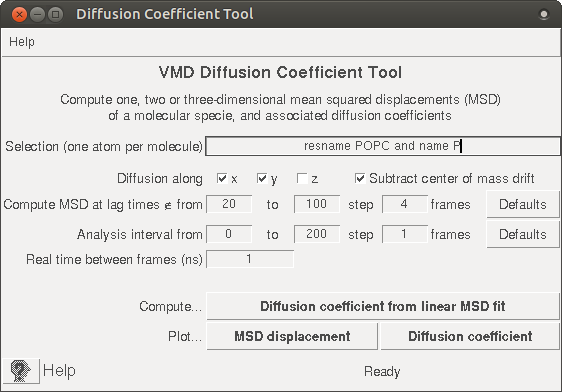 Diffusion Coefficient Tool
Help
VMD Diffusion Coefficient Tool
Compute one, two or three-dimensional mean squared displacements (MSD)
of a molecular specie, and associated diffusion coefficients
Selection (one atom per molecule) resname POPC and name P
Diffusion along x y z Subtract center of mass drift
Compute MSD at lag times from 20 to 100 step 4 frames Defaults
Analysis interval from 0 to 200 step 1 frames Defaults
Real time between frames (ns) 1
Compute... Diffusion coefficient from linear MSD fit
Plot... MSD displacement Diffusion coefficient
Help Ready